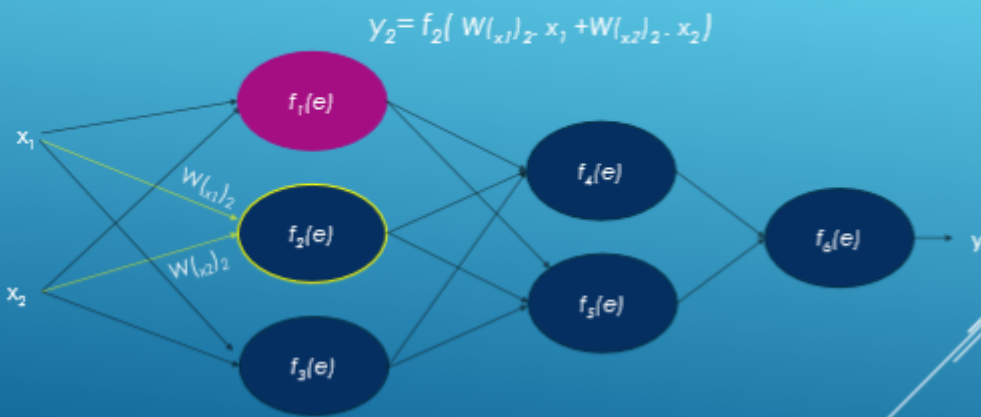 y₂= f₂( W(ₓ₁)₂- x₁ +W(ₓ₂)₂- x₂)
f₁(e)
x₁
f₄(e)
W(ₓ₁)₂
f₂(e)
f₆(e)
y
W(ₓ₂)₂
x₂
f₅(e)
f₃(e)